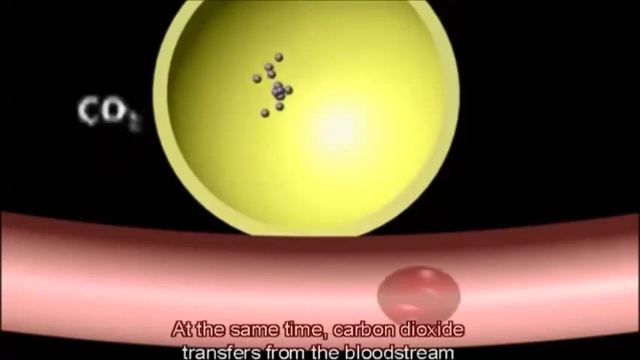 CO₂
At the same time, carbon dioxide
transfers from the bloodstream